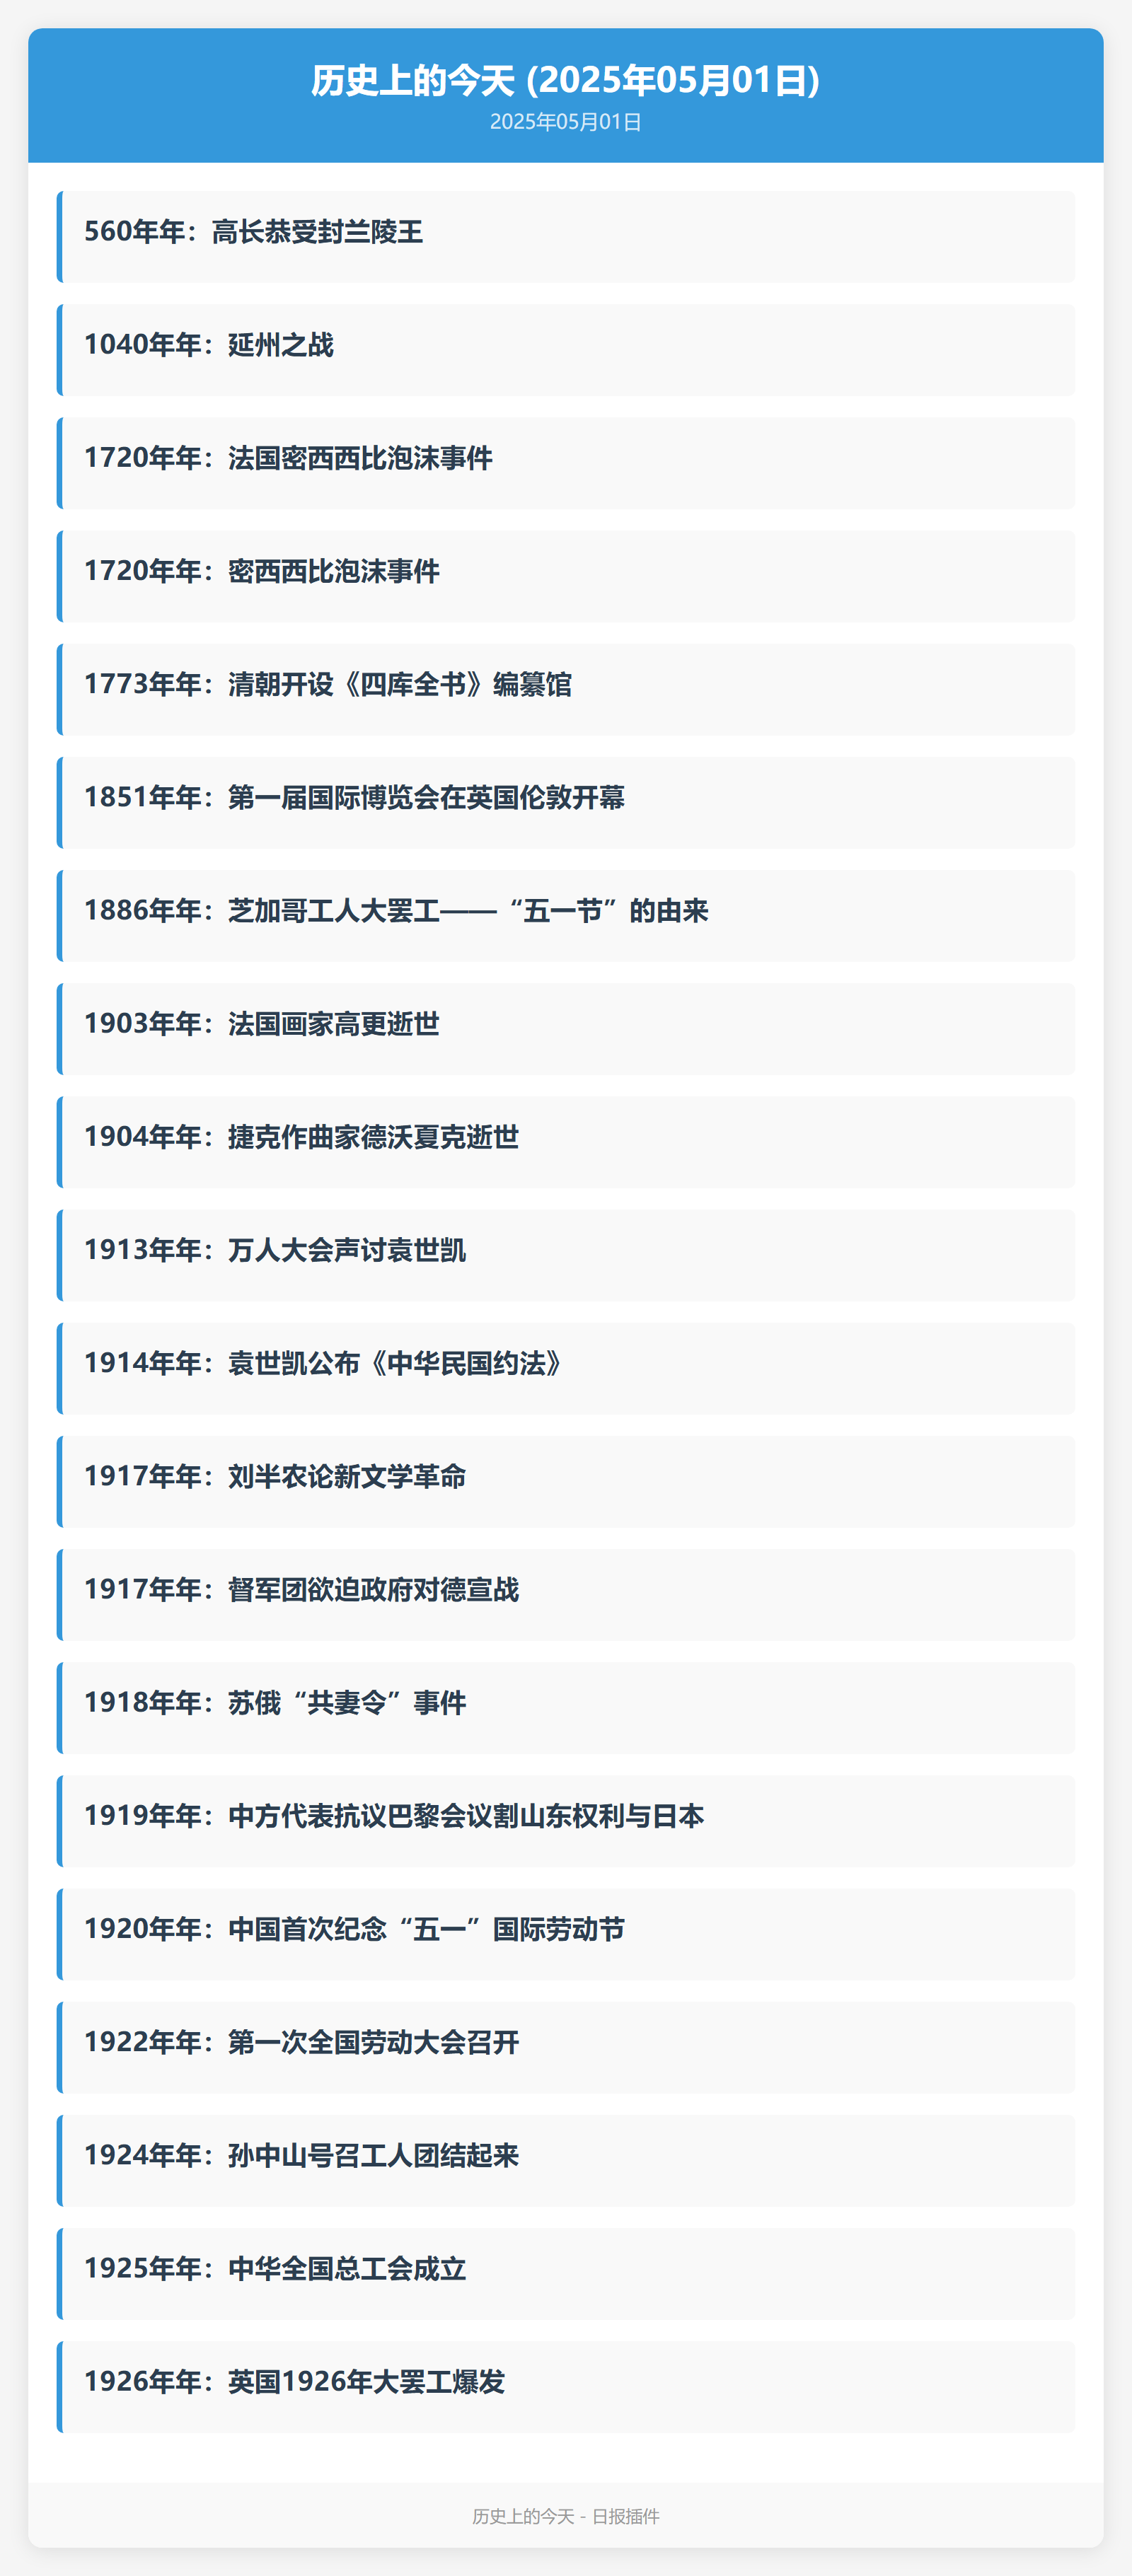 历史上的今天 (2025年05月01日)
2025年05月01日
560年年：高长恭受封兰陵王
1040年年：延州之战
1720年年：法国密西西比泡沫事件
1720年年：密西西比泡沫事件
1773年年：清朝开设《四库全书》编纂馆
1851年年：第一届国际博览会在英国伦敦开幕
1886年年：芝加哥工人大罢工——“五一节”的由来
1903年年：法国画家高更逝世
1904年年：捷克作曲家德沃夏克逝世
1913年年：万人大会声讨袁世凯
1914年年：袁世凯公布《中华民国约法》
1917年年：刘半农论新文学革命
1917年年：督军团欲迫政府对德宣战
1918年年：苏俄“共妻令”事件
1919年年：中方代表抗议巴黎会议割山东权利与日本
1920年年：中国首次纪念“五一”国际劳动节
1922年年：第一次全国劳动大会召开
1924年年：孙中山号召工人团结起来
1925年年：中华全国总工会成立
1926年年：英国1926年大罢工爆发
历史上的今天 - 日报插件